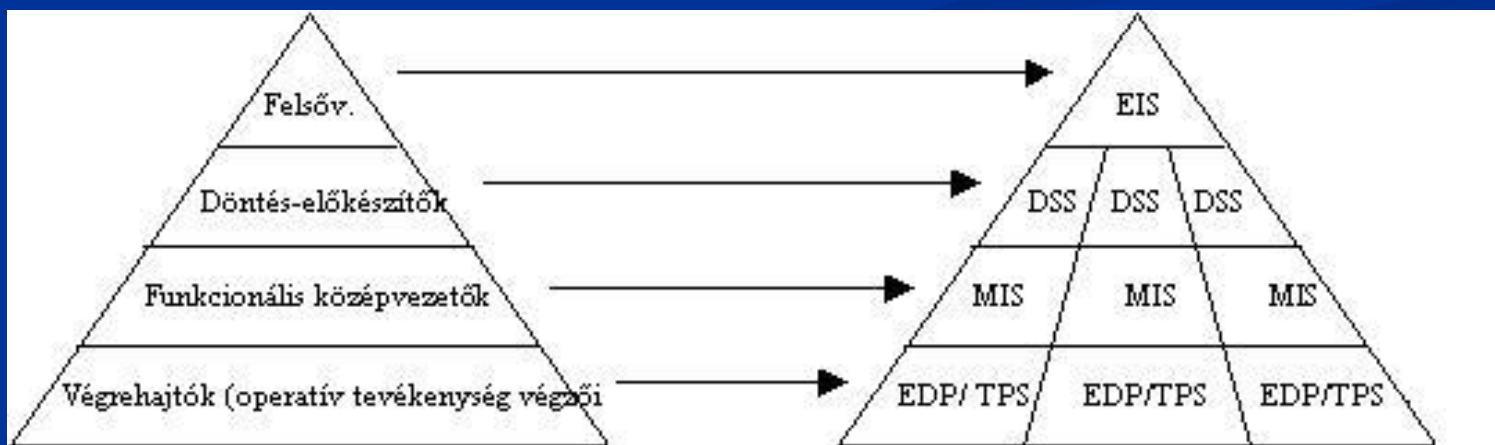 Felsőv.
EIS
Döntés-előkészítők
DSS DSS DSS
Funkcionális középvezetők
MIS MIS MIS
Végrehajtók (operatív tevékenység végzői
EDP/ TPS EDP/TPS EDP/TPS